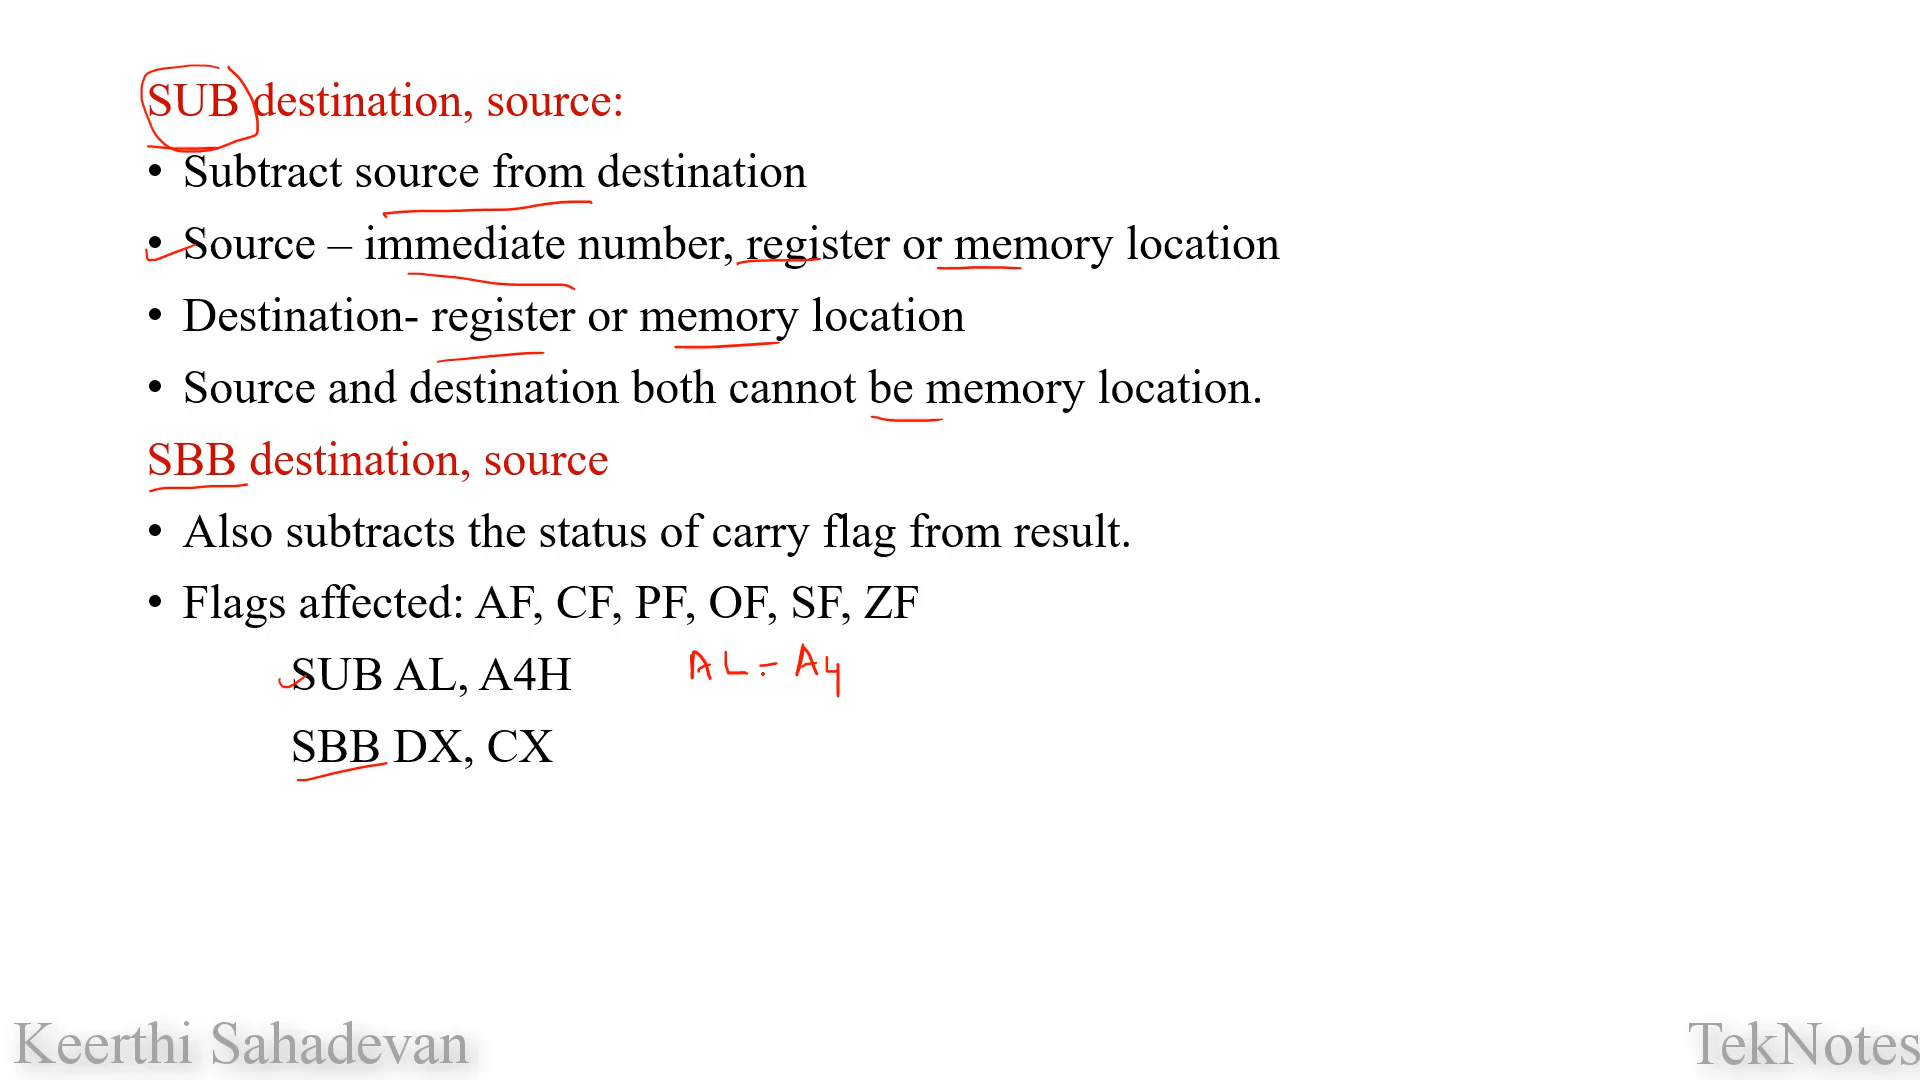 SUB destination, source:
• Subtract source from destination
• Source – immediate number, register or memory location
• Destination- register or memory location
• Source and destination both cannot be memory location.
SBB destination, source
• Also subtracts the status of carry flag from result.
• Flags affected: AF, CF, PF, OF, SF, ZF
SUB AL, A4H AL - A4
SBB DX, CX
Keerthi Sahadevan TekNotes